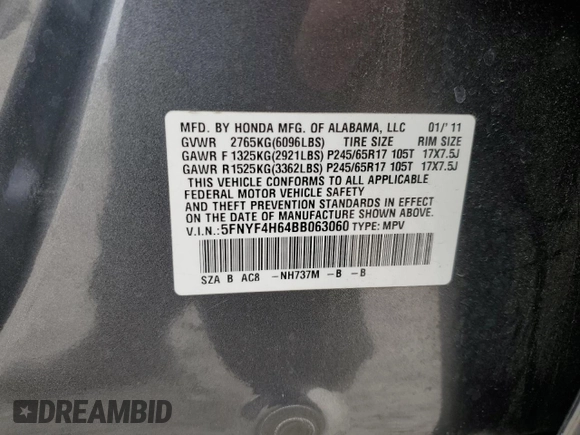 MFD. BY HONDA MFG. OF ALABAMA, LLC 01/'11
GVWR 2765KG(6096LBS) TIRE SIZE RIM SIZE
GAWR F 1325KG(2921LBS) P245/65R17 105T 17X7.5J
GAWR R 1525KG(3362LBS) P245/65R17 105T 17X7.5J
THIS VEHICLE CONFORMS TO ALL APPLICABLE
FEDERAL MOTOR VEHICLE SAFETY
AND THEFT PREVENTION STANDARDS IN EFFECT
ON THE DATE OF MANUFACTURE SHOWN ABOVE.
V.I.N.: 5FNYF4H64BB063060 TYPE: MPV
SZA B AC8 -NH737M -B -B
DREAMBID